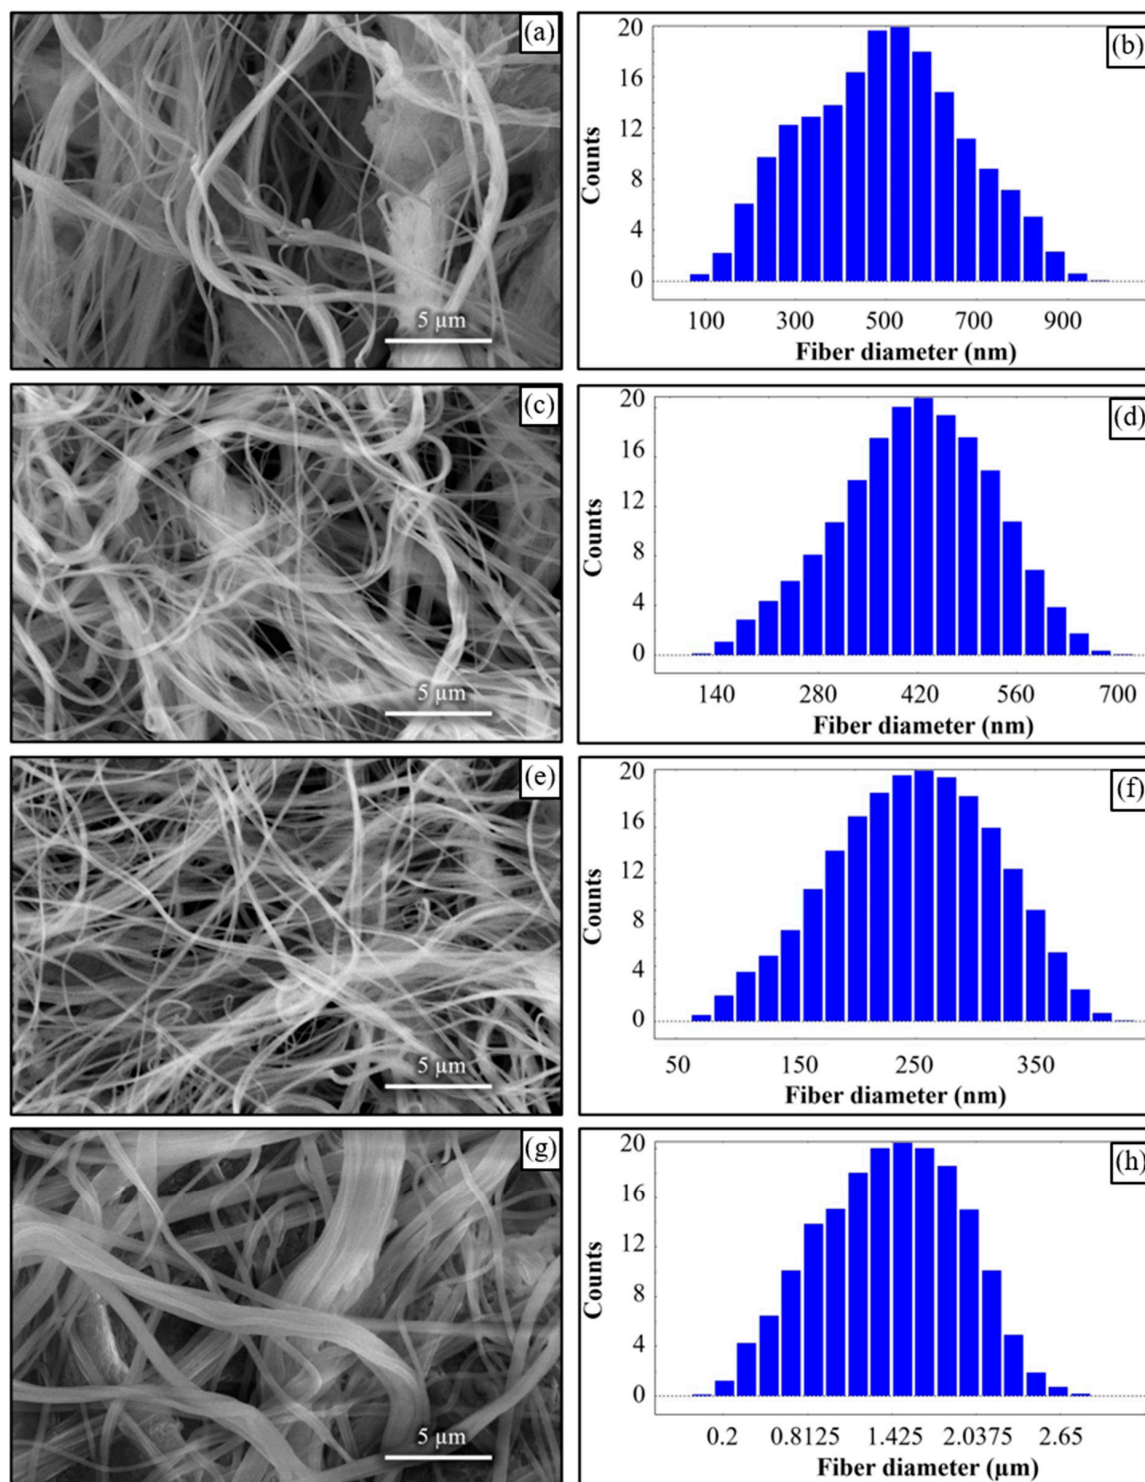 (a)
5 µm
(b)
20
16
12
8
4
0
Counts
100 300 500 700 900
Fiber diameter (nm)
(c)
5 µm
(d)
20
16
12
8
4
0
Counts
140 280 420 560 700
Fiber diameter (nm)
(e)
5 µm
(f)
20
16
12
8
4
0
Counts
50 150 250 350
Fiber diameter (nm)
(g)
5 µm
(h)
20
16
12
8
4
0
Counts
0.2 0.8125 1.425 2.0375 2.65
Fiber diameter (µm)